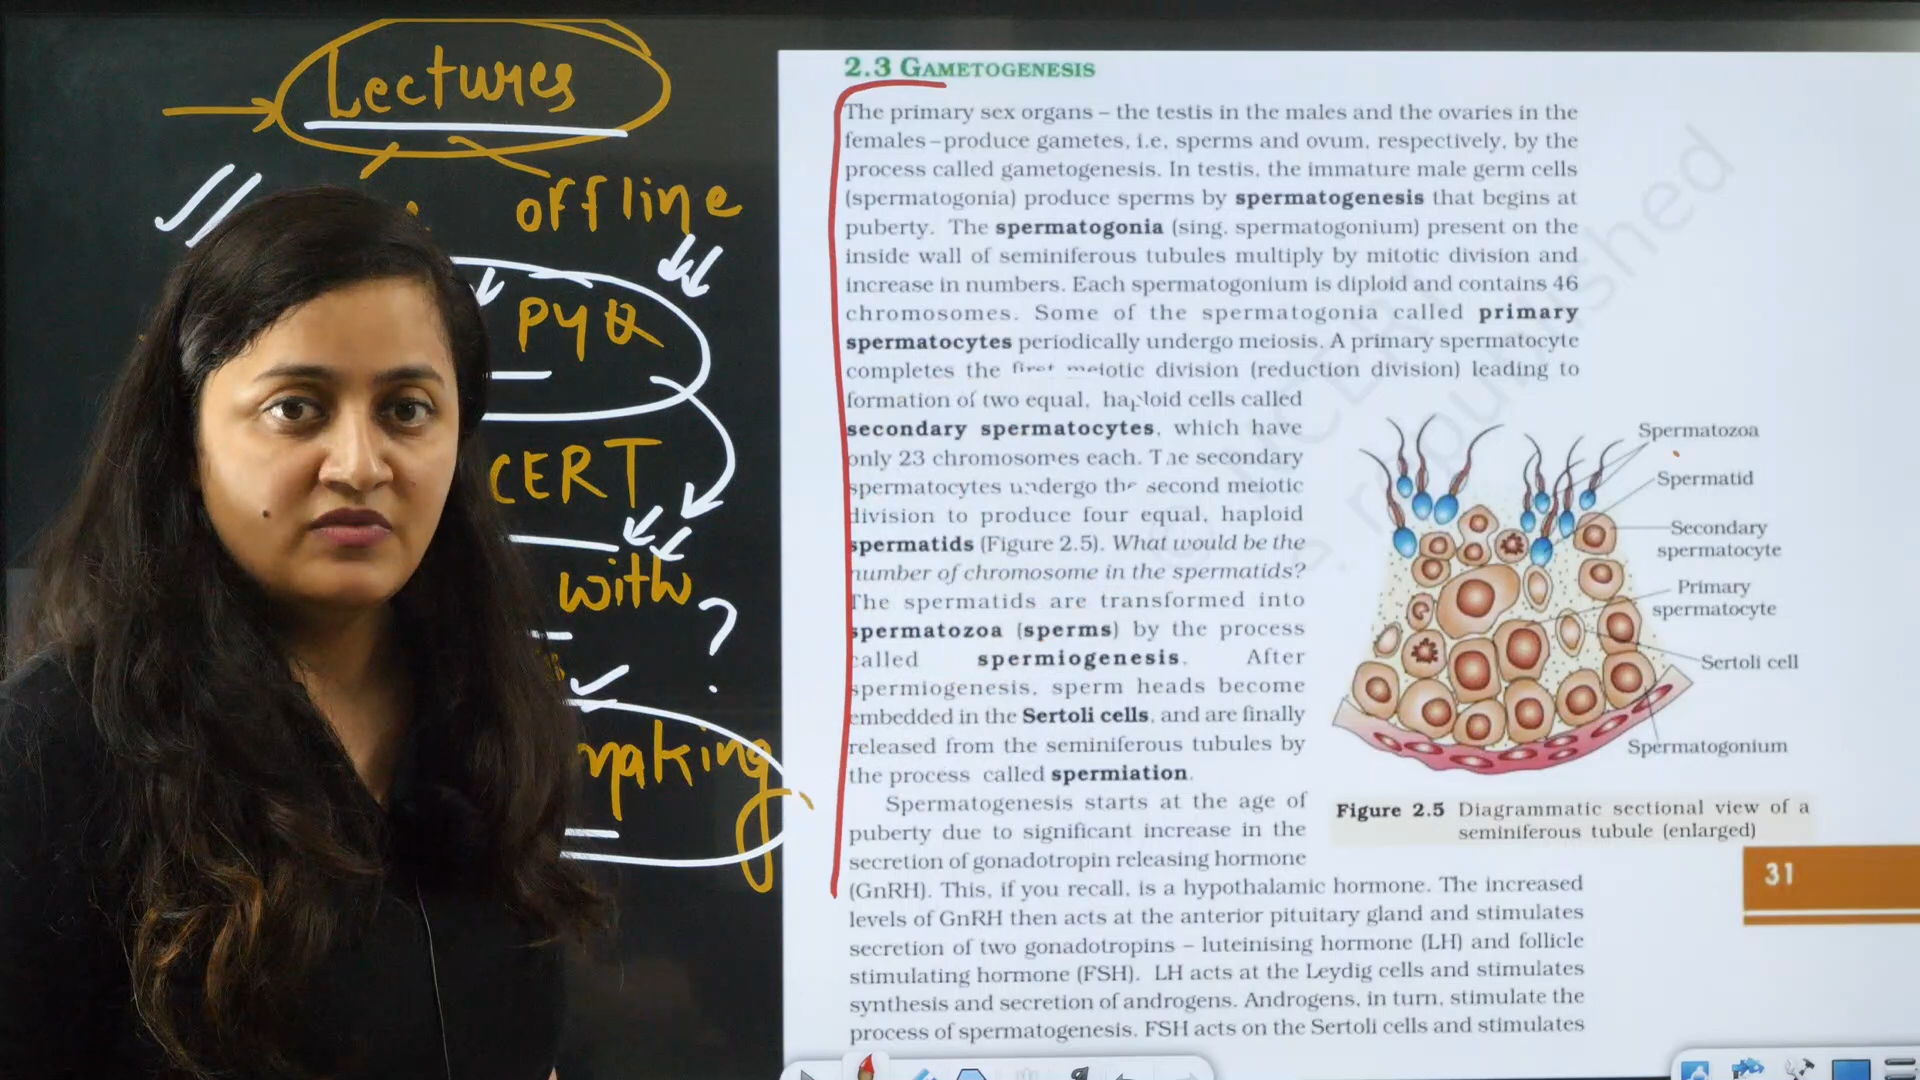 Lectures
offline
PYQ
CERT
with
?
making
2.3 GAMETOGENESIS
The primary sex organs – the testis in the males and the ovaries in the
females – produce gametes, i.e, sperms and ovum, respectively, by the
process called gametogenesis. In testis, the immature male germ cells
(spermatogonia) produce sperms by spermatogenesis that begins at
puberty. The spermatogonia (sing. spermatogonium) present on the
inside wall of seminiferous tubules multiply by mitotic division and
increase in numbers. Each spermatogonium is diploid and contains 46
chromosomes. Some of the spermatogonia called primary
spermatocytes periodically undergo meiosis. A primary spermatocyte
completes the first meiotic division (reduction division) leading to
formation of two equal, haploid cells called
secondary spermatocytes, which have
only 23 chromosomes each. The secondary
spermatocytes undergo the second meiotic
division to produce four equal, haploid
spermatids (Figure 2.5). What would be the
number of chromosome in the spermatids?
The spermatids are transformed into
spermatozoa (sperms) by the process
called spermiogenesis. After
spermiogenesis, sperm heads become
embedded in the Sertoli cells, and are finally
released from the seminiferous tubules by
the process called spermiation.
Spermatogenesis starts at the age of
puberty due to significant increase in the
secretion of gonadotropin releasing hormone
(GnRH). This, if you recall, is a hypothalamic hormone. The increased
levels of GnRH then acts at the anterior pituitary gland and stimulates
secretion of two gonadotropins – luteinising hormone (LH) and follicle
stimulating hormone (FSH). LH acts at the Leydig cells and stimulates
synthesis and secretion of androgens. Androgens, in turn, stimulate the
process of spermatogenesis. FSH acts on the Sertoli cells and stimulates
Spermatozoa
Spermatid
Secondary
spermatocyte
Primary
spermatocyte
Sertoli cell
Spermatogonium
Figure 2.5 Diagrammatic sectional view of a
seminiferous tubule (enlarged)
31
published